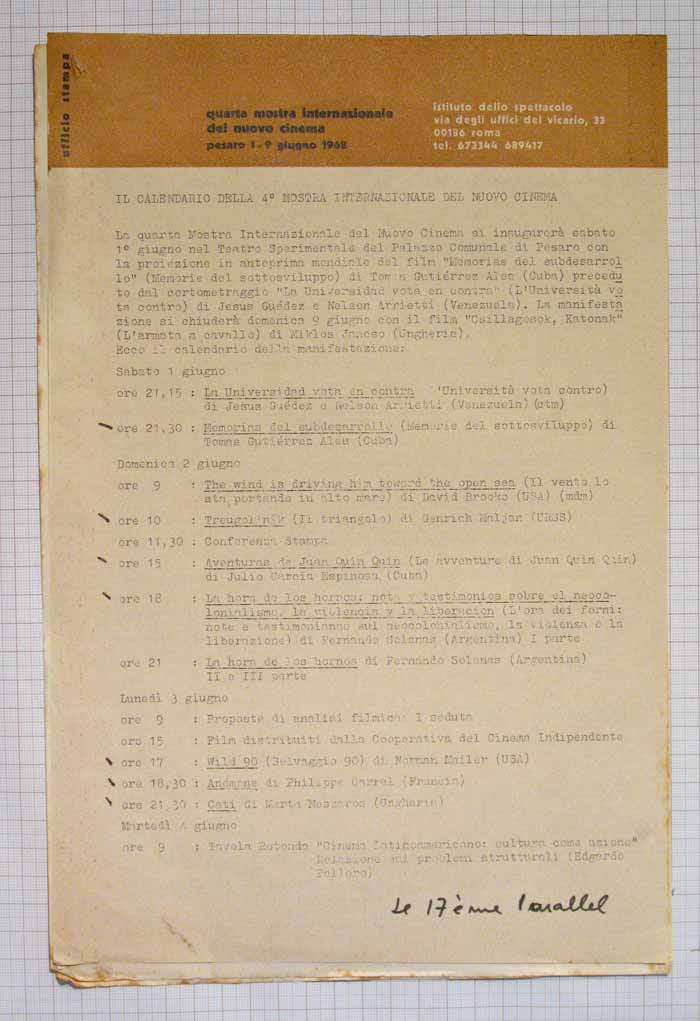 ufficio stampa
quarta mostra internazionale
del nuovo cinema
pesaro 1-9 giugno 1968
istituto dello spettacolo
via degli uffici del vicario, 33
00186 roma
tel. 673344 689417
IL CALENDARIO DELLA 4° MOSTRA INTERNAZIONALE DEL NUOVO CINEMA
La quarta Mostra Internazionale del Nuovo Cinema si inaugurerà sabato
1° giugno nel Teatro Sperimentale del Palazzo Comunale di Pesaro con
la proiezione in anteprima mondiale del film "Memorias del subdesarrol
lo" (Memorie del sottosviluppo) di Tomas Gutiérrez Alea (Cuba) precedu
to dal cortometraggio "La Universidad vota en contra" (L'Università vo
ta contro) di Jesus Guédez e Nelson Arrietti (Venezuela). La manifesta
zione si chiuderà domenica 9 giugno con il film "Csillagosok, Katonak"
(L'armata a cavallo) di Miklos Jancso (Ungheria).
Ecco il calendario della manifestazione:
Sabato 1 giugno
ore 21,15 : La Universidad vota en contra 'Università vota contro)
di Jesus Guédez e Nelson Arrietti (Venezuela) (ctm)
ore 21,30 : Memorias del subdesarrollo (Memorie del sottosviluppo) di
Tomas Gutiérrez Alea (Cuba)
Domenica 2 giugno
ore 9 : The wind is driving him toward the open sea (Il vento lo
sta portando in alto mare) di David Brooks (USA) (mdm)
ore 10 : Treugol'nik (Il triangolo) di Genrich Maljan (URSS)
ore 11,30 : Conferenza Stampa
ore 15 : Aventuras de Juan Quin Quin (Le avventure di Juan Quin Quin)
di Julio Garcia Espinosa (Cuba)
ore 18 : La hora de los hornos: nota y testimonios sobre el neoco-
lonialismo, la violencia y la liberacion (L'ora dei forni:
note e testimonianze sul neocolonialismo, la violenza e la
liberazione) di Fernando Solanas (Argentina) I parte
ore 21 : La hora de los hornos di Fernando Solanas (Argentina)
II e III parte
Lunedì 3 giugno
ore 9 : Proposte di analisi filmica: I seduta
ore 15 : Film distribuiti dalla Cooperativa del Cinema Indipendente
ore 17 : Wild 90 (Selvaggio 90) di Norman Mailer (USA)
ore 18,30 : Anémone di Philippe Garrel (Francia)
ore 21,30 : Cati di Marta Meszaros (Ungheria)
Martedì 4 giugno
ore 9 : Tavola Rotonda "Cinema latinoamericano: cultura come azione"
Relazione sui problemi strutturali (Edgardo
Pallero)
Le 17ème Parallel